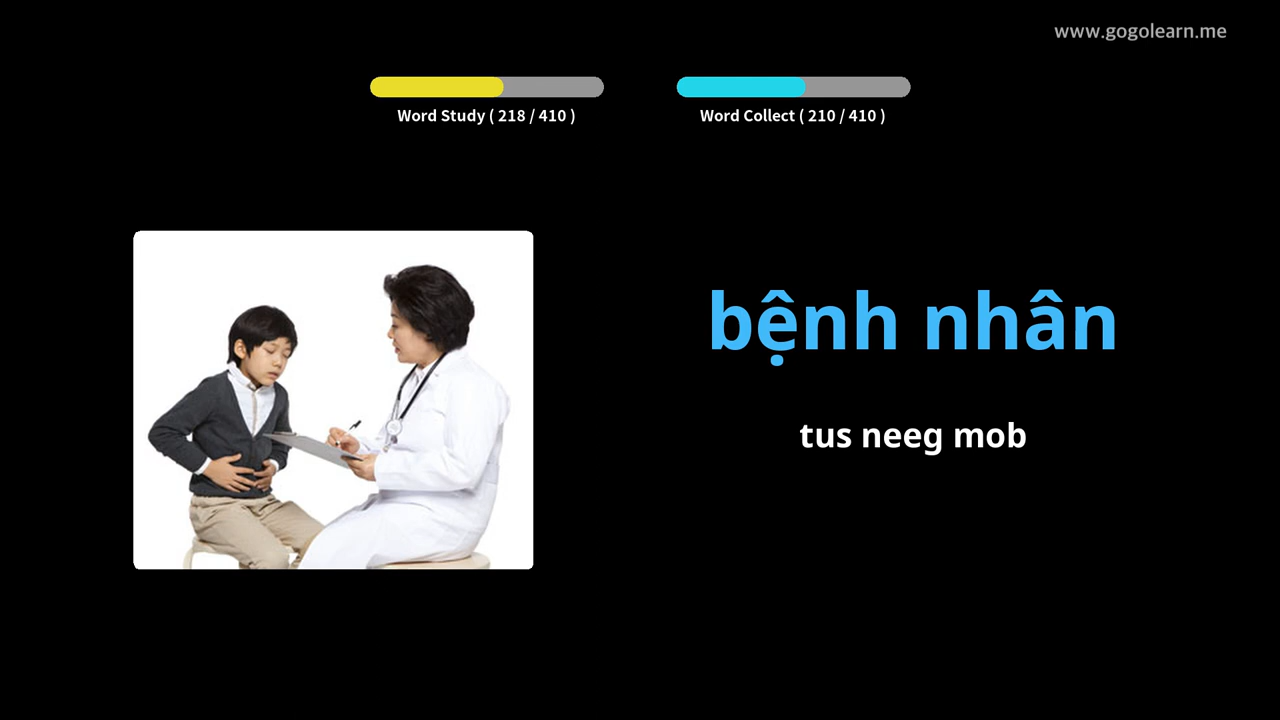 www.gogolearn.me
Word Study ( 218 / 410 )
Word Collect ( 210 / 410 )
bệnh nhân
tus neeg mob